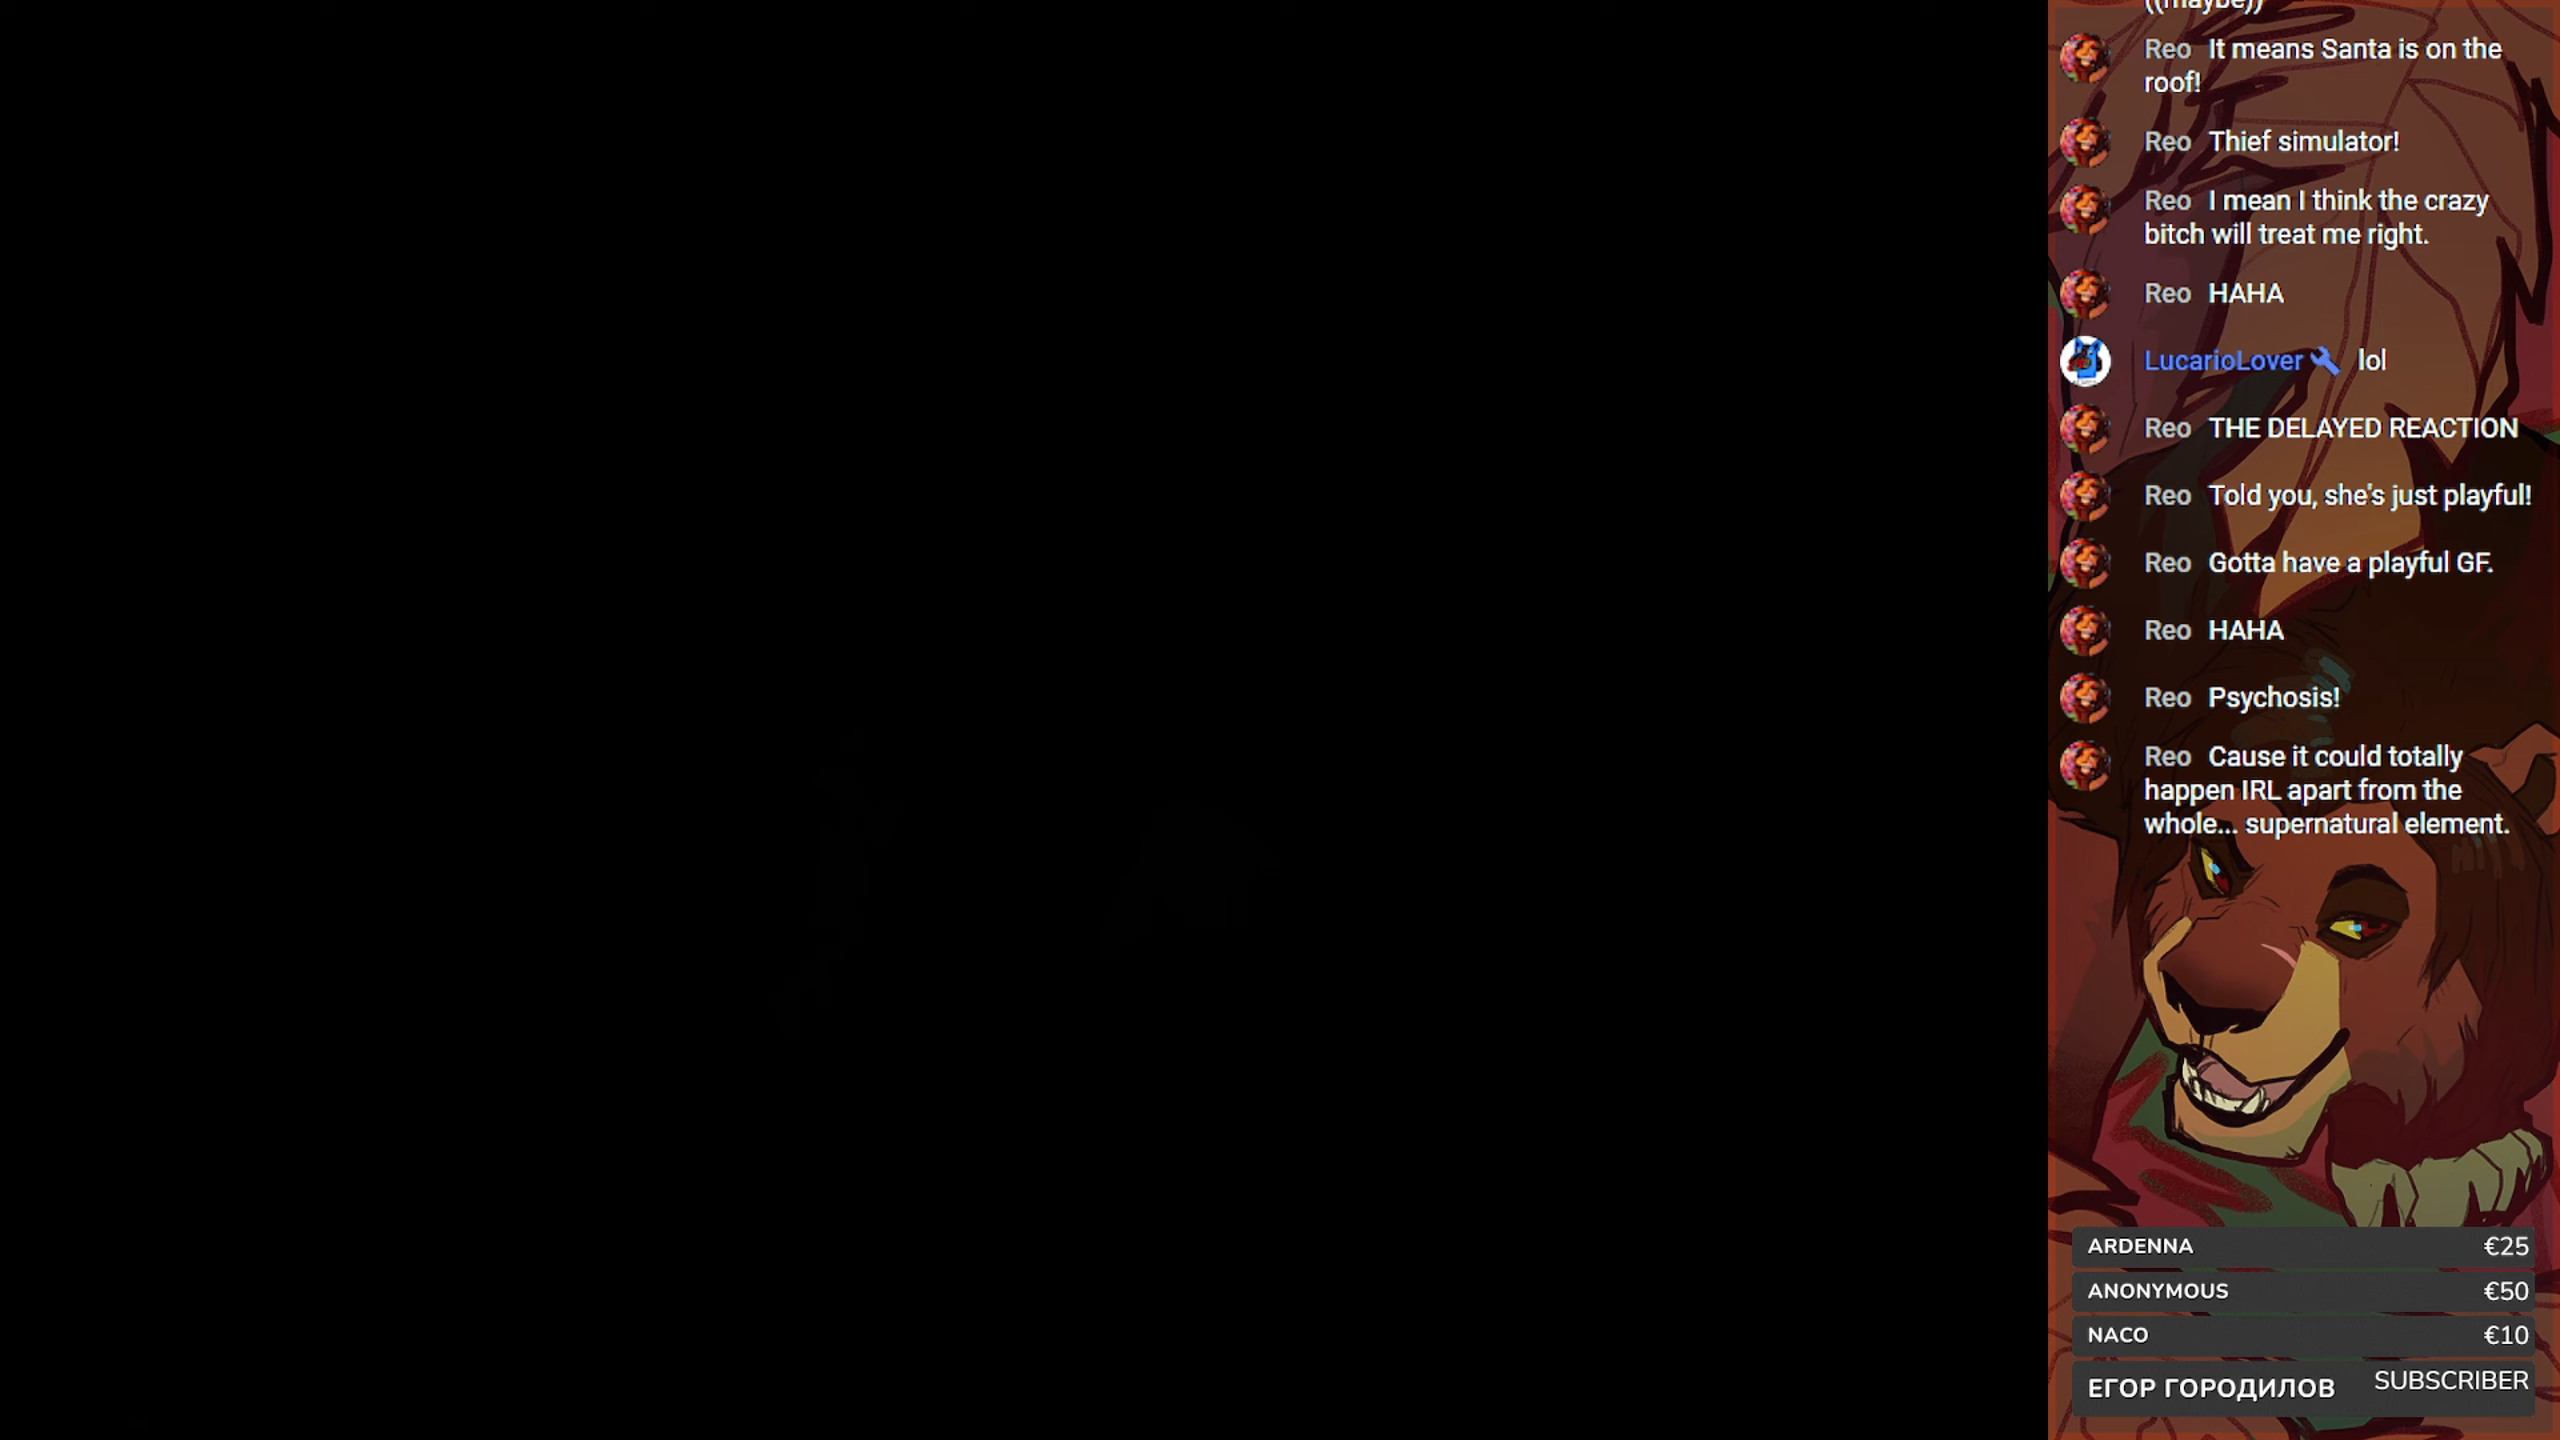 ((maybe))
Reo It means Santa is on the
roof!
Reo Thief simulator!
Reo I mean I think the crazy
bitch will treat me right.
Reo HAHA
LucarioLover lol
Reo THE DELAYED REACTION
Reo Told you, she's just playful!
Reo Gotta have a playful GF.
Reo HAHA
Reo Psychosis!
Reo Cause it could totally
happen IRL apart from the
whole... supernatural element.
ARDENNA €25
ANONYMOUS €50
NACO €10
ЕГОР ГОРОДИЛОВ SUBSCRIBER